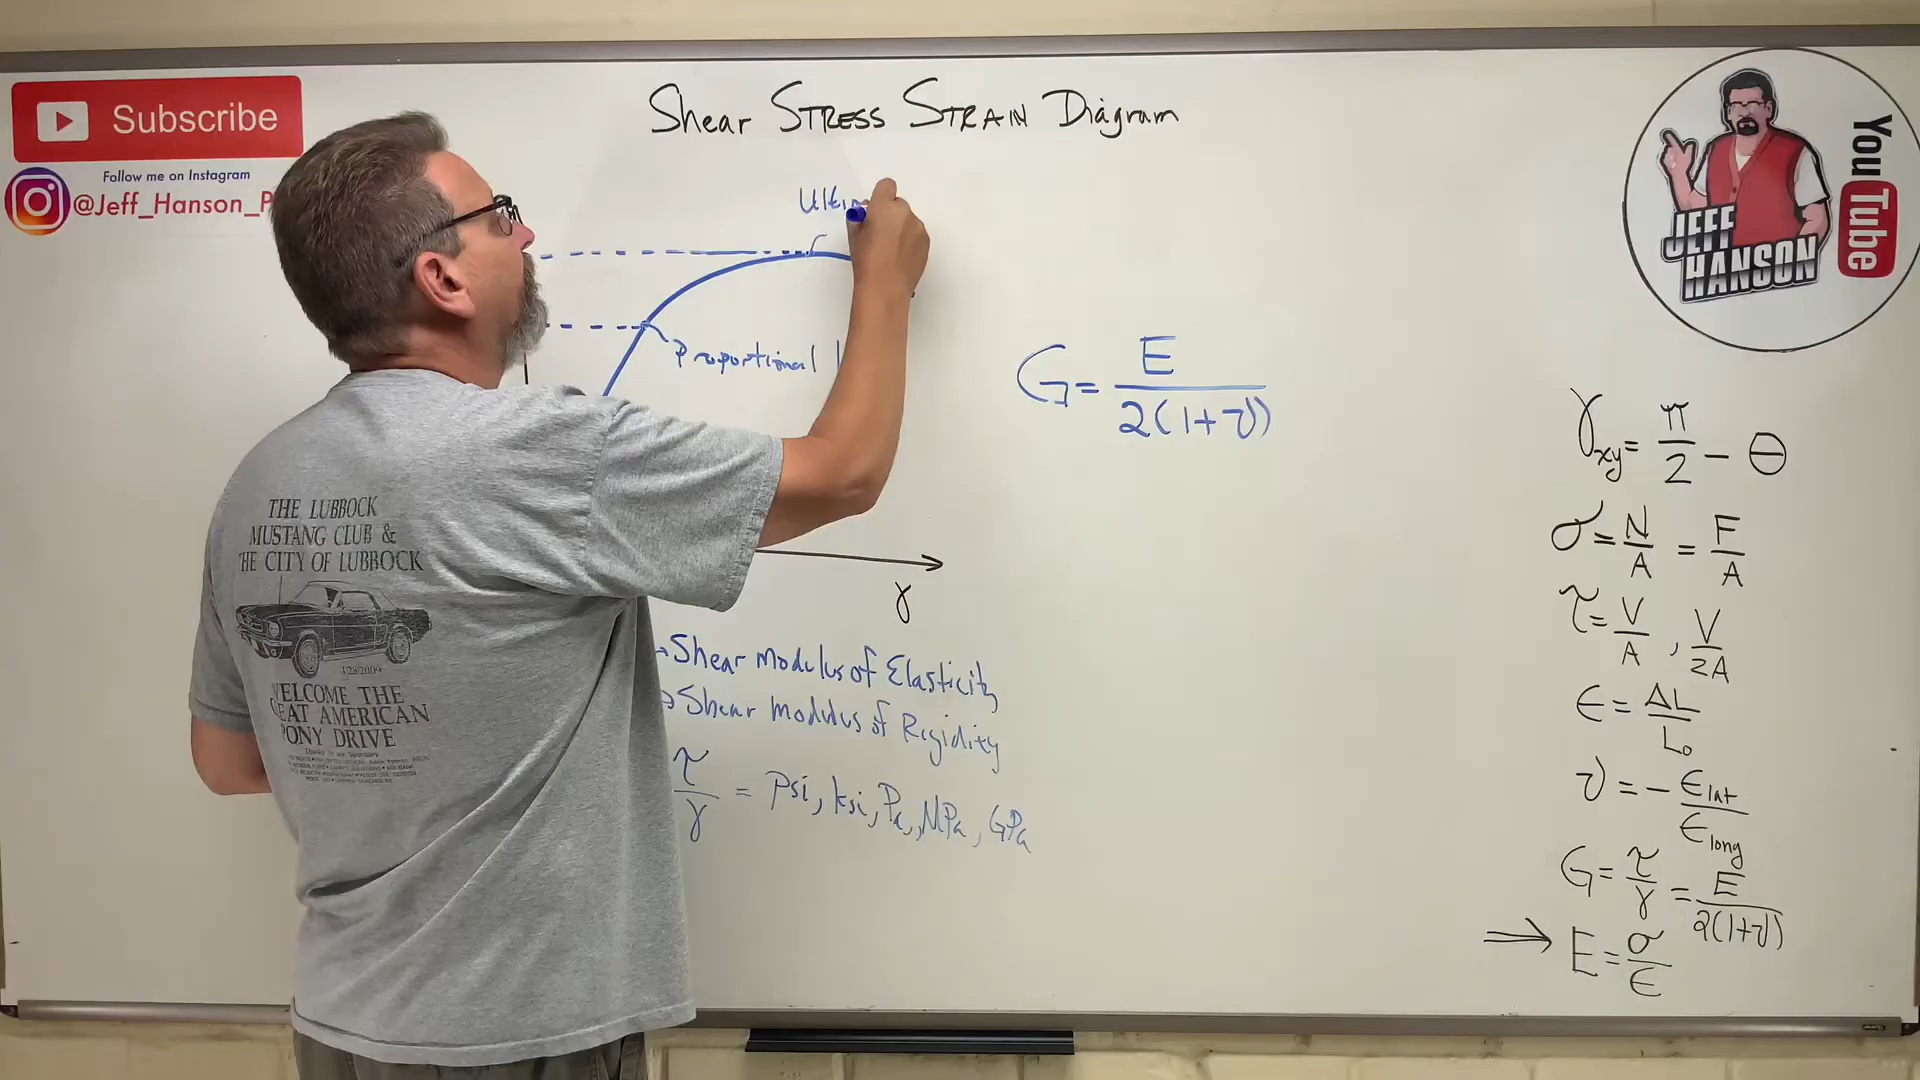 Subscribe
Follow me on Instagram
@Jeff_Hanson_P
Shear STRESS STRAIN Diagram
Proportional
G = E / 2(1+ν)
γ
Shear Modulus of Elasticity
Shear Modulus of Rigidity
τ/γ = psi, ksi, Pa, MPa, GPa
γxy = π/2 - θ
σ = N/A = F/A
τ = V/A , V/2A
ϵ = ΔL/L₀
ν = - ϵlat/ϵlong
G = τ/γ = E/2(1+ν)
⇒ E = σ/ϵ
YouTube
JEFF
HANSON
THE LUBBOCK
MUSTANG CLUB &
THE CITY OF LUBBOCK
WELCOME THE
GREAT AMERICAN
PONY DRIVE